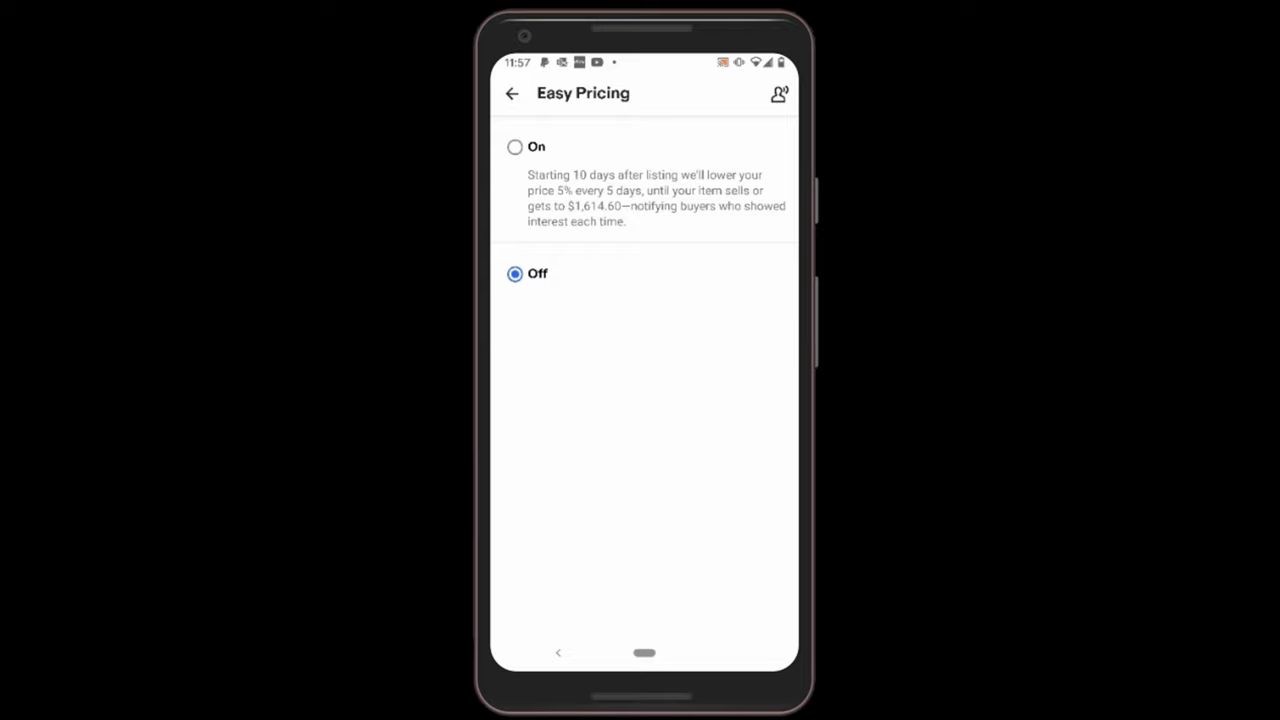 11:57
Easy Pricing
On
Starting 10 days after listing we'll lower your
price 5% every 5 days, until your item sells or
gets to $1,614.60—notifying buyers who showed
interest each time.
Off